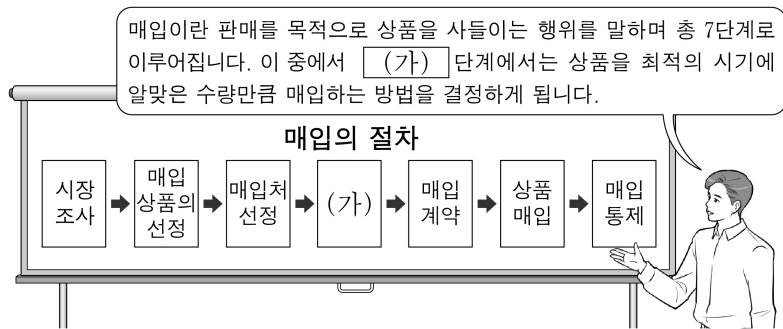 매입이란 판매를 목적으로 상품을 사들이는 행위를 말하며 총 7단계로
이루어집니다. 이 중에서 (가) 단계에서는 상품을 최적의 시기에
알맞은 수량만큼 매입하는 방법을 결정하게 됩니다.
매입의 절차
시장
조사
매입
상품의
선정
매입처
선정
(가)
매입
계약
상품
매입
매입
통제